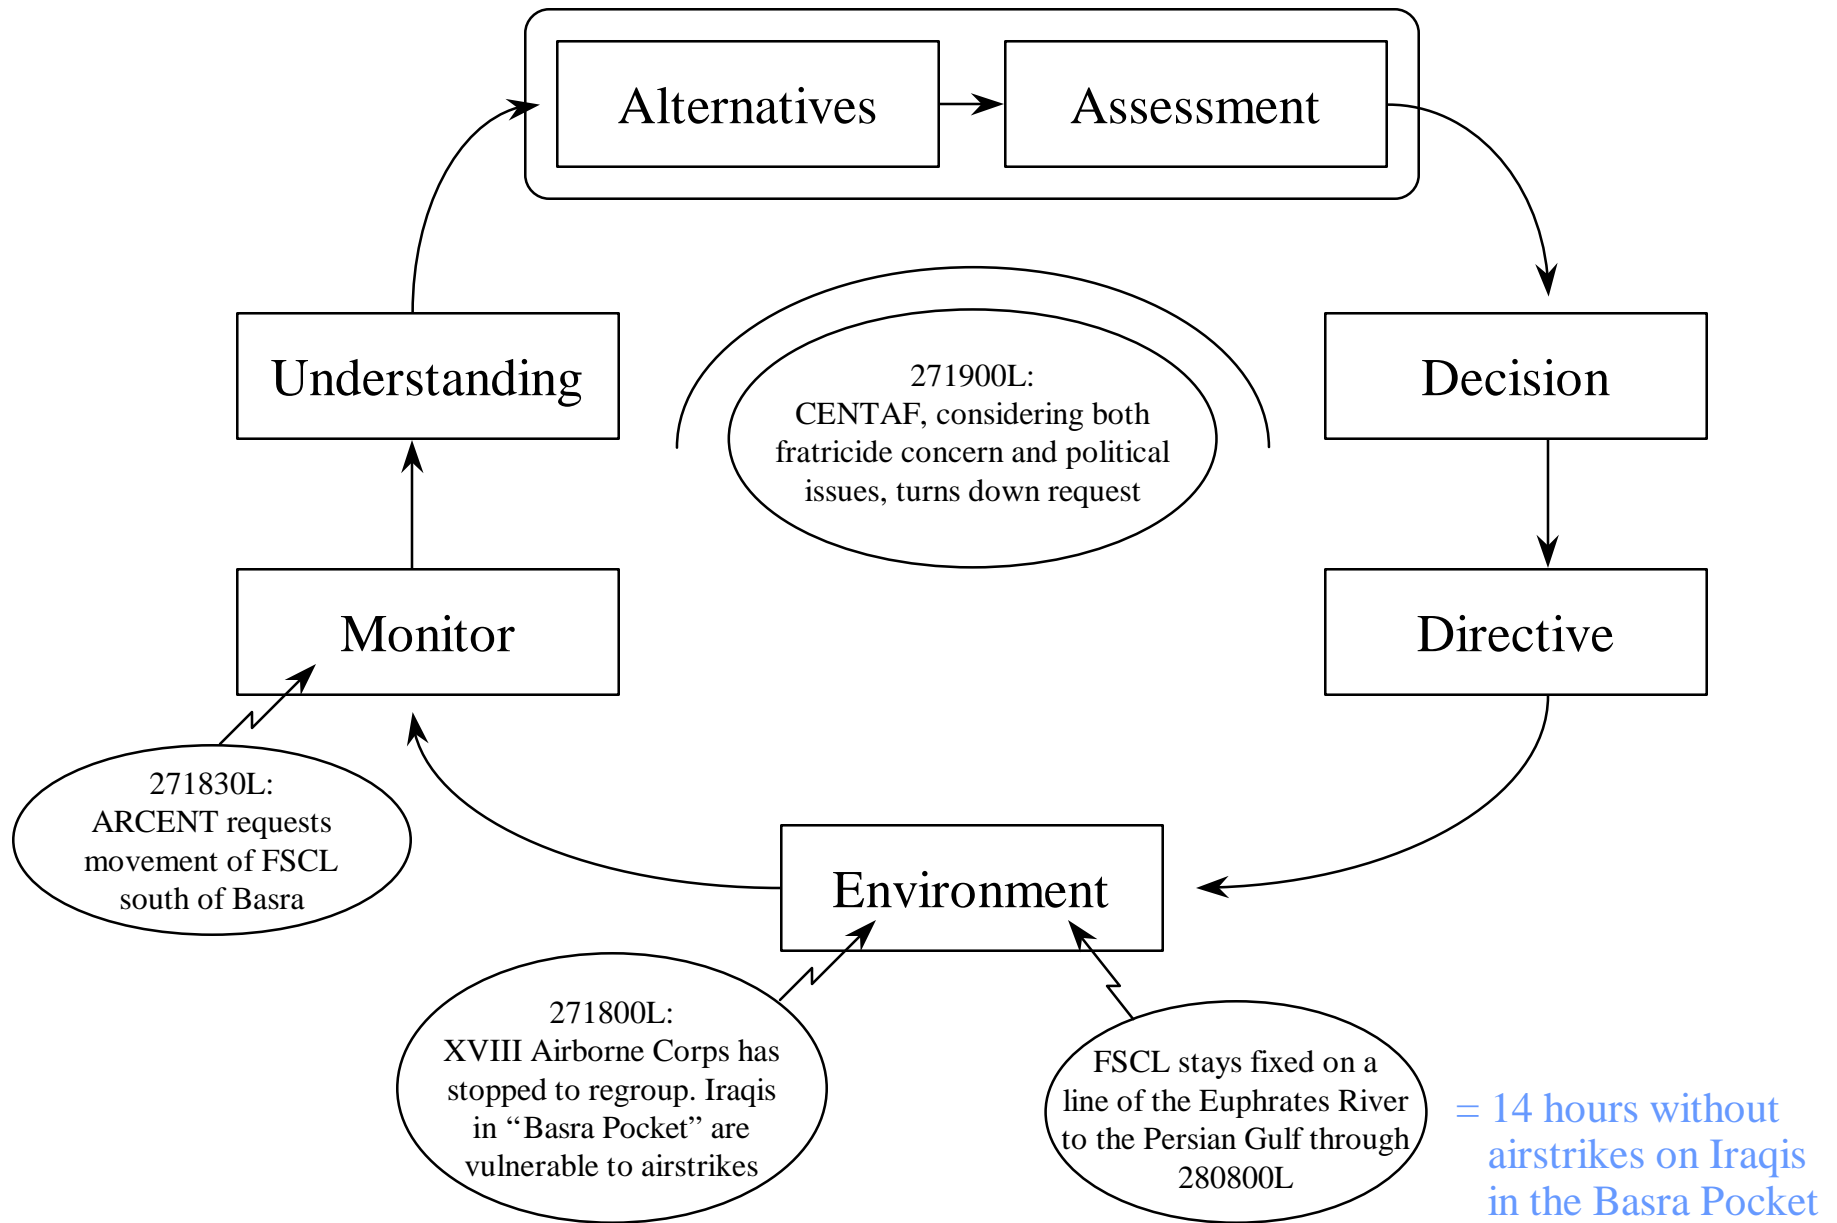 Alternatives
Assessment
Understanding
271900L:
CENTAF, considering both
fratricide concern and political
issues, turns down request
Decision
Monitor
Directive
271830L:
ARCENT requests
movement of FSCL
south of Basra
Environment
271800L:
XVIII Airborne Corps has
stopped to regroup. Iraqis
in “Basra Pocket” are
vulnerable to airstrikes
FSCL stays fixed on a
line of the Euphrates River
to the Persian Gulf through
280800L
= 14 hours without
airstrikes on Iraqis
in the Basra Pocket